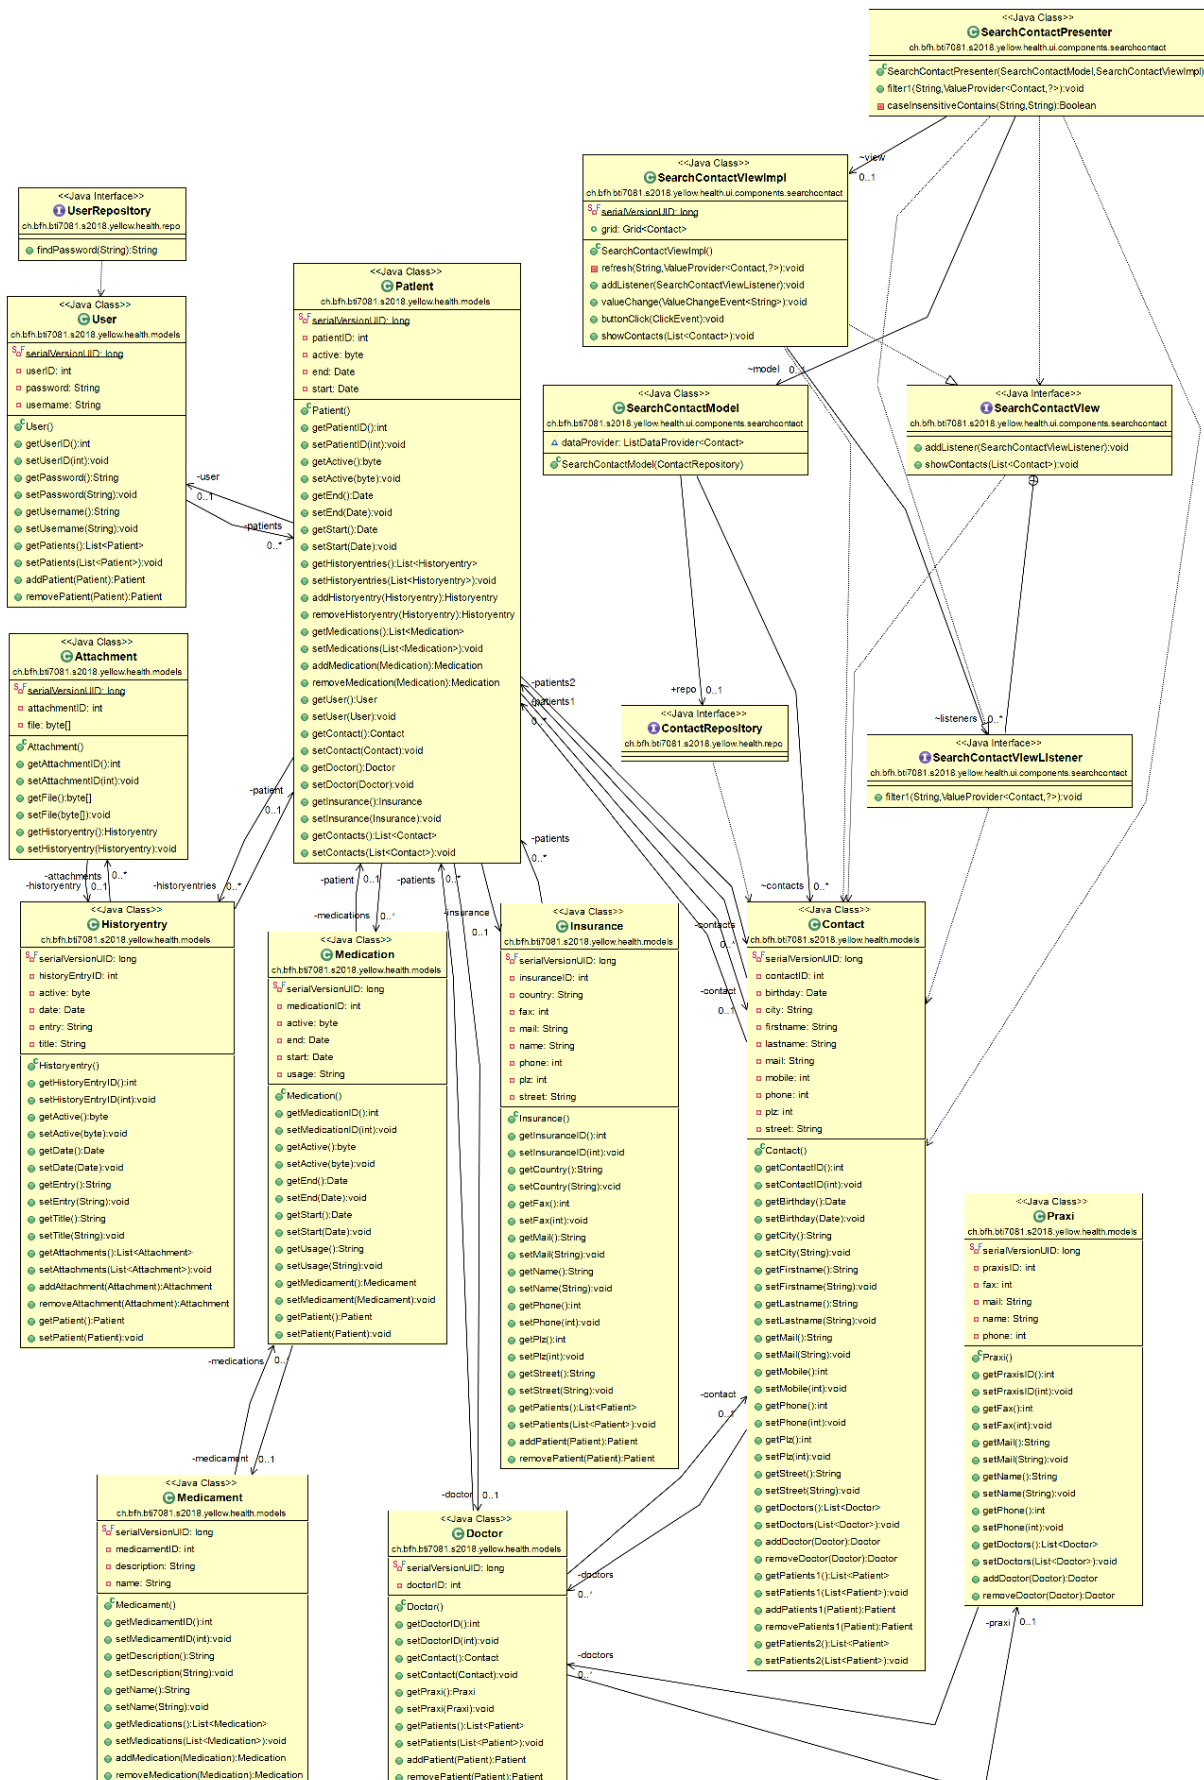 <<Java Class>>
SearchContactPresenter
ch.bfh.bti7081.s2018.yellow.health.ui.components.searchcontact
SearchContactPresenter(SearchContactModel,SearchContactViewImpl)
filter1(String,ValueProvider<Contact,?>):void
caseInsensitiveContains(String,String):Boolean
~view
0..1
<<Java Class>>
SearchContactViewImpl
ch.bfh.bti7081.s2018.yellow.health.ui.components.searchcontact
serialVersionUID: long
grid: Grid<Contact>
SearchContactViewImpl()
refresh(String,ValueProvider<Contact,?>):void
addListener(SearchContactViewListener):void
valueChange(ValueChangeEvent<String>):void
buttonClick(ClickEvent):void
showContacts(List<Contact>):void
<<Java Interface>>
UserRepository
ch.bfh.bti7081.s2018.yellow.health.repo
findPassword(String):String
<<Java Class>>
User
ch.bfh.bti7081.s2018.yellow.health.models
serialVersionUID: long
userID: int
password: String
username: String
User()
getUserID():int
setUserID(int):void
getPassword():String
setPassword(String):void
getUsername():String
setUsername(String):void
getPatients():List<Patient>
setPatients(List<Patient>):void
addPatient(Patient):Patient
removePatient(Patient):Patient
-user
0..1
-patients
0..*
<<Java Class>>
Patient
ch.bfh.bti7081.s2018.yellow.health.models
serialVersionUID: long
patientID: int
active: byte
end: Date
start: Date
Patient()
getPatientID():int
setPatientID(int):void
getActive():byte
setActive(byte):void
getEnd():Date
setEnd(Date):void
getStart():Date
setStart(Date):void
getHistoryentries():List<Historyentry>
setHistoryentries(List<Historyentry>):void
addHistoryentry(Historyentry):Historyentry
removeHistoryentry(Historyentry):Historyentry
getMedications():List<Medication>
setMedications(List<Medication>):void
addMedication(Medication):Medication
removeMedication(Medication):Medication
getUser():User
setUser(User):void
getContact():Contact
setContact(Contact):void
getDoctor():Doctor
setDoctor(Doctor):void
getInsurance():Insurance
setInsurance(Insurance):void
getContacts():List<Contact>
setContacts(List<Contact>):void
~model
<<Java Class>>
SearchContactModel
ch.bfh.bti7081.s2018.yellow.health.ui.components.searchcontact
dataProvider: ListDataProvider<Contact>
SearchContactModel(ContactRepository)
<<Java Interface>>
SearchContactView
ch.bfh.bti7081.s2018.yellow.health.ui.components.searchcontact
addListener(SearchContactViewListener):void
showContacts(List<Contact>):void
<<Java Class>>
Attachment
ch.bfh.bti7081.s2018.yellow.health.models
serialVersionUID: long
attachmentID: int
file: byte[]
Attachment()
getAttachmentID():int
setAttachmentID(int):void
getFile():byte[]
setFile(byte[]):void
getHistoryentry():Historyentry
setHistoryentry(Historyentry):void
-patients2
-patients1
0..*
+repo
0..1
<<Java Interface>>
ContactRepository
ch.bfh.bti7081.s2018.yellow.health.repo
~listeners
0..*
<<Java Interface>>
SearchContactViewListener
ch.bfh.bti7081.s2018.yellow.health.ui.components.searchcontact
filter1(String,ValueProvider<Contact,?>):void
-patient
0..1
-attachments
0..*
-historyentry
0..1
-historyentries
0..*
-patient
0..1
-medications
0..*
-patients
0..*
-insurance
0..1
-patients
0..*
~contacts
0..*
-contacts
0..*
-contact
0..1
<<Java Class>>
Historyentry
ch.bfh.bti7081.s2018.yellow.health.models
serialVersionUID: long
historyEntryID: int
active: byte
date: Date
entry: String
title: String
Historyentry()
getHistoryEntryID():int
setHistoryEntryID(int):void
getActive():byte
setActive(byte):void
getDate():Date
setDate(Date):void
getEntry():String
setEntry(String):void
getTitle():String
setTitle(String):void
getAttachments():List<Attachment>
setAttachments(List<Attachment>):void
addAttachment(Attachment):Attachment
removeAttachment(Attachment):Attachment
getPatient():Patient
setPatient(Patient):void
<<Java Class>>
Medication
ch.bfh.bti7081.s2018.yellow.health.models
serialVersionUID: long
medicationID: int
active: byte
end: Date
start: Date
usage: String
Medication()
getMedicationID():int
setMedicationID(int):void
getActive():byte
setActive(byte):void
getEnd():Date
setEnd(Date):void
getStart():Date
setStart(Date):void
getUsage():String
setUsage(String):void
getMedicament():Medicament
setMedicament(Medicament):void
getPatient():Patient
setPatient(Patient):void
<<Java Class>>
Insurance
ch.bfh.bti7081.s2018.yellow.health.models
serialVersionUID: long
insuranceID: int
country: String
fax: int
mail: String
name: String
phone: int
plz: int
street: String
Insurance()
getInsuranceID():int
setInsuranceID(int):void
getCountry():String
setCountry(String):void
getFax():int
setFax(int):void
getMail():String
setMail(String):void
getName():String
setName(String):void
getPhone():int
setPhone(int):void
getPlz():int
setPlz(int):void
getStreet():String
setStreet(String):void
getPatients():List<Patient>
setPatients(List<Patient>):void
addPatient(Patient):Patient
removePatient(Patient):Patient
<<Java Class>>
Contact
ch.bfh.bti7081.s2018.yellow.health.models
serialVersionUID: long
contactID: int
birthday: Date
city: String
firstname: String
lastname: String
mail: String
mobile: int
phone: int
plz: int
street: String
Contact()
getContactID():int
setContactID(int):void
getBirthday():Date
setBirthday(Date):void
getCity():String
setCity(String):void
getFirstname():String
setFirstname(String):void
getLastname():String
setLastname(String):void
getMail():String
setMail(String):void
getMobile():int
setMobile(int):void
getPhone():int
setPhone(int):void
getPlz():int
setPlz(int):void
getStreet():String
setStreet(String):void
getDoctors():List<Doctor>
setDoctors(List<Doctor>):void
addDoctor(Doctor):Doctor
removeDoctor(Doctor):Doctor
getPatients1():List<Patient>
setPatients1(List<Patient>):void
addPatients1(Patient):Patient
removePatients1(Patient):Patient
getPatients2():List<Patient>
setPatients2(List<Patient>):void
<<Java Class>>
Praxi
ch.bfh.bti7081.s2018.yellow.health.models
serialVersionUID: long
praxisID: int
fax: int
mail: String
name: String
phone: int
Praxi()
getPraxisID():int
setPraxisID(int):void
getFax():int
setFax(int):void
getMail():String
setMail(String):void
getName():String
setName(String):void
getPhone():int
setPhone(int):void
getDoctors():List<Doctor>
setDoctors(List<Doctor>):void
addDoctor(Doctor):Doctor
removeDoctor(Doctor):Doctor
-medications
-medicament
0..1
-contact
-doctor
0..1
-doctors
-praxi
0..1
-doctors
<<Java Class>>
Medicament
ch.bfh.bti7081.s2018.yellow.health.models
serialVersionUID: long
medicamentID: int
description: String
name: String
Medicament()
getMedicamentID():int
setMedicamentID(int):void
getDescription():String
setDescription(String):void
getName():String
setName(String):void
getMedications():List<Medication>
setMedications(List<Medication>):void
addMedication(Medication):Medication
removeMedication(Medication):Medication
<<Java Class>>
Doctor
ch.bfh.bti7081.s2018.yellow.health.models
serialVersionUID: long
doctorID: int
Doctor()
getDoctorID():int
setDoctorID(int):void
getContact():Contact
setContact(Contact):void
getPraxi():Praxi
setPraxi(Praxi):void
getPatients():List<Patient>
setPatients(List<Patient>):void
addPatient(Patient):Patient
removePatient(Patient):Patient